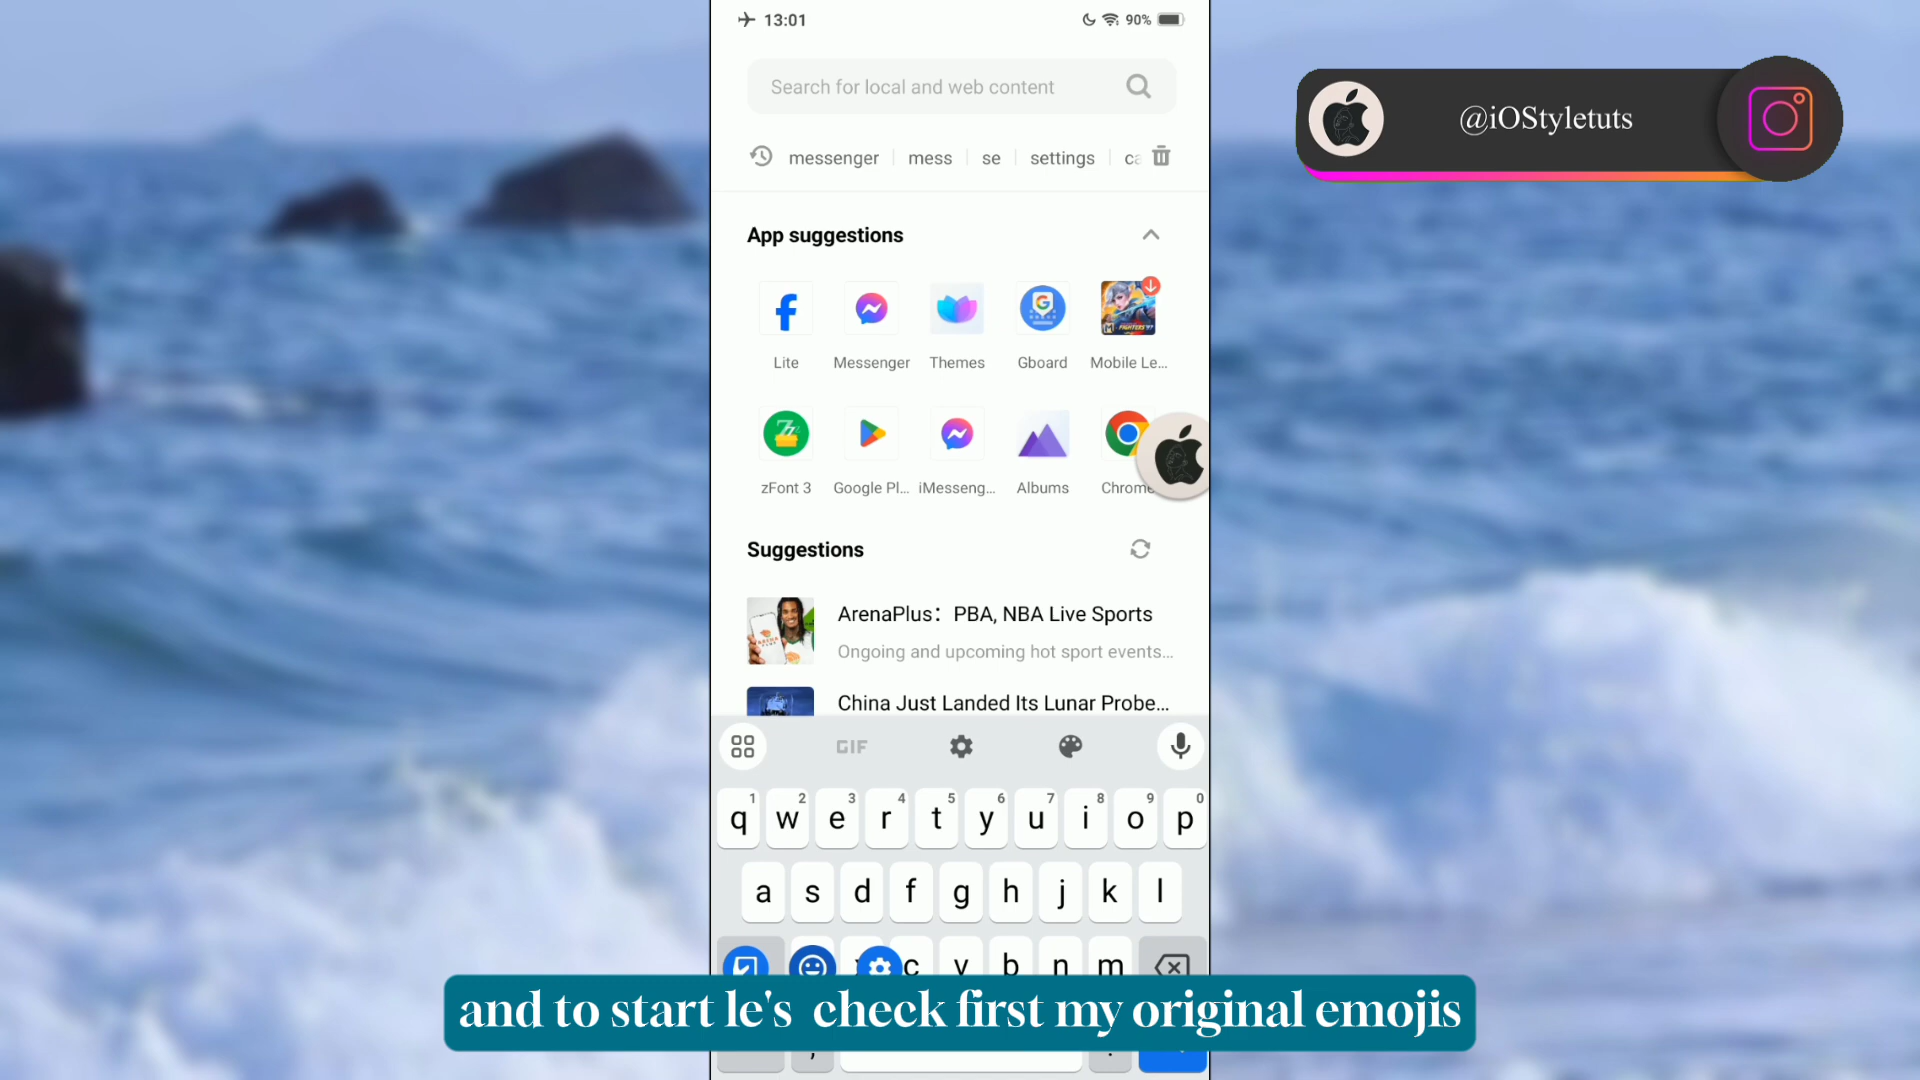 13:01
90%
Search for local and web content
messenger mess se settings ca
@iOStyletuts
App suggestions
Lite Messenger Themes Gboard Mobile Le...
zFont 3 Google Pl... iMesseng... Albums Chrome
Suggestions
ArenaPlus：PBA, NBA Live Sports
Ongoing and upcoming hot sport events...
China Just Landed Its Lunar Probe...
GIF
1 2 3 4 5 6 7 8 9 0
q w e r t y u i o p
a s d f g h j k l
c v b n m
and to start le's check first my original emojis